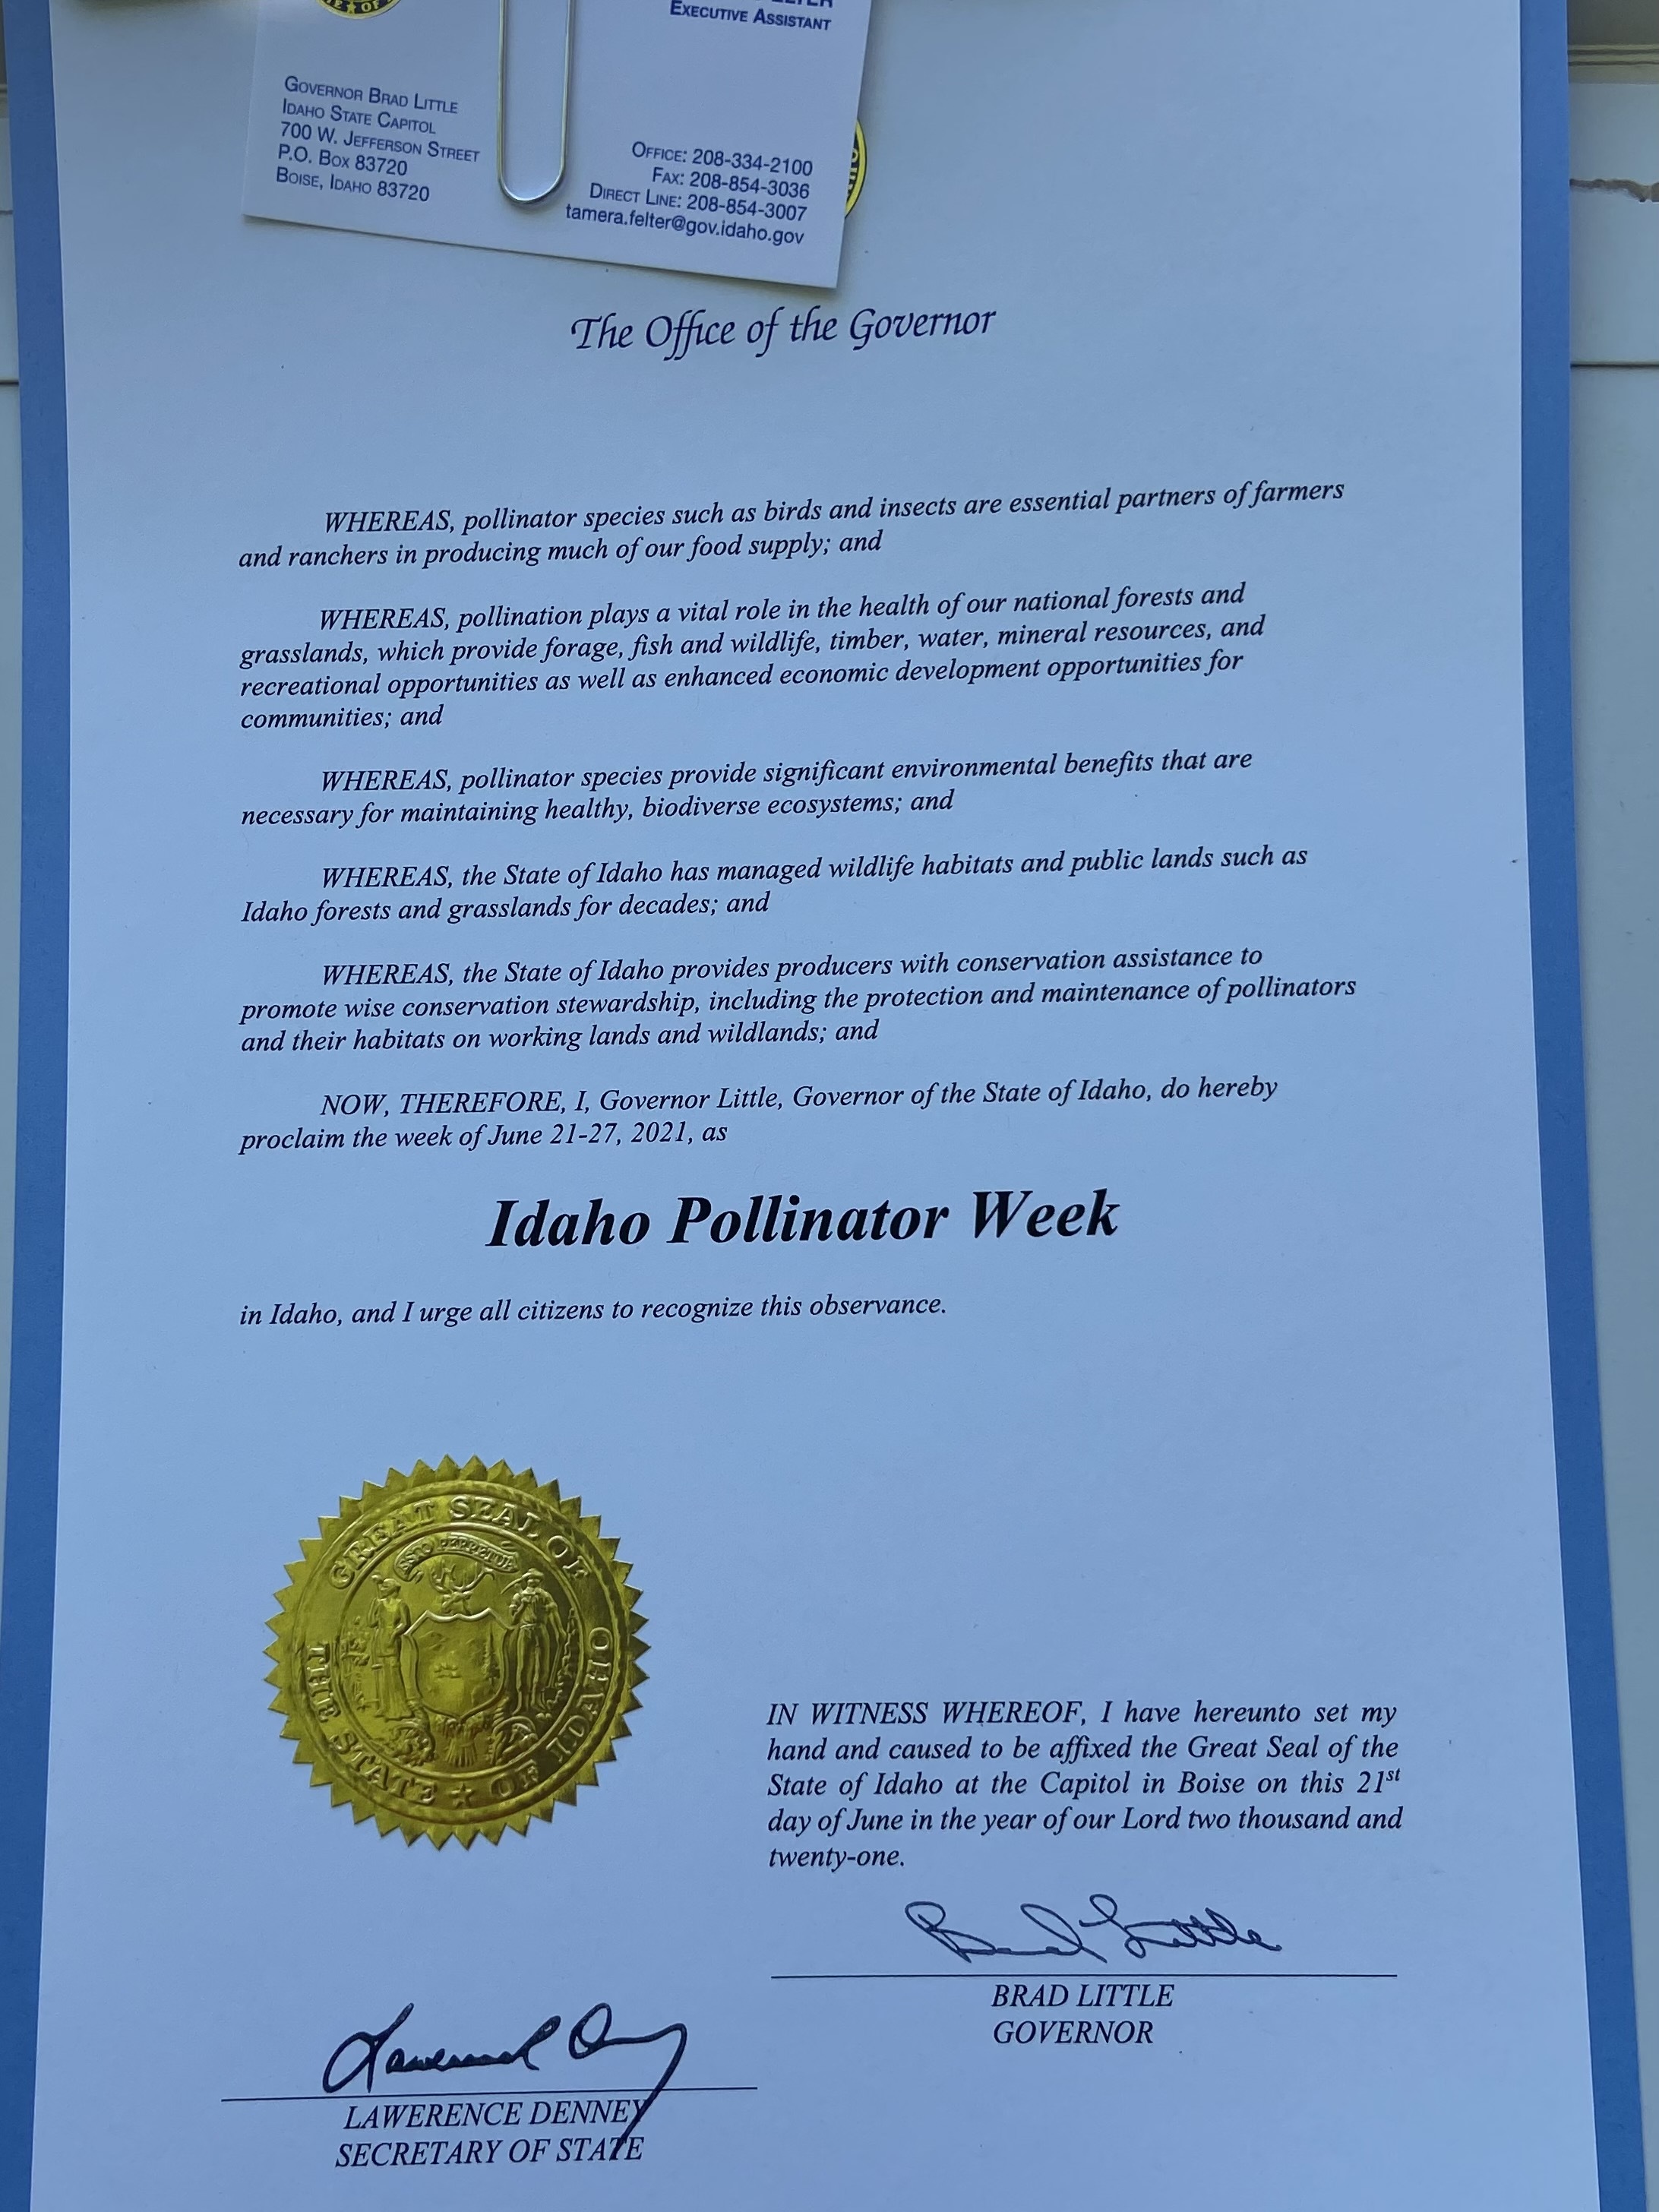 EXECUTIVE ASSISTANT
GOVERNOR BRAD LITTLE
IDAHO STATE CAPITOL
700 W. JEFFERSON STREET
P.O. BOX 83720
BOISE, IDAHO 83720
OFFICE: 208-334-2100
FAX: 208-854-3036
DIRECT LINE: 208-854-3007
tamera.felter@gov.idaho.gov
The Office of the Governor
WHEREAS, pollinator species such as birds and insects are essential partners of farmers
and ranchers in producing much of our food supply; and
WHEREAS, pollination plays a vital role in the health of our national forests and
grasslands, which provide forage, fish and wildlife, timber, water, mineral resources, and
recreational opportunities as well as enhanced economic development opportunities for
communities; and
WHEREAS, pollinator species provide significant environmental benefits that are
necessary for maintaining healthy, biodiverse ecosystems; and
WHEREAS, the State of Idaho has managed wildlife habitats and public lands such as
Idaho forests and grasslands for decades; and
WHEREAS, the State of Idaho provides producers with conservation assistance to
promote wise conservation stewardship, including the protection and maintenance of pollinators
and their habitats on working lands and wildlands; and
NOW, THEREFORE, I, Governor Little, Governor of the State of Idaho, do hereby
proclaim the week of June 21-27, 2021, as
Idaho Pollinator Week
in Idaho, and I urge all citizens to recognize this observance.
GREAT SEAL OF
THE STATE ★ OF IDAHO
ESTO PERPETUA
IN WITNESS WHEREOF, I have hereunto set my
hand and caused to be affixed the Great Seal of the
State of Idaho at the Capitol in Boise on this 21st
day of June in the year of our Lord two thousand and
twenty-one.
Brad Little
BRAD LITTLE
GOVERNOR
Lawerence Denney
LAWERENCE DENNEY
SECRETARY OF STATE